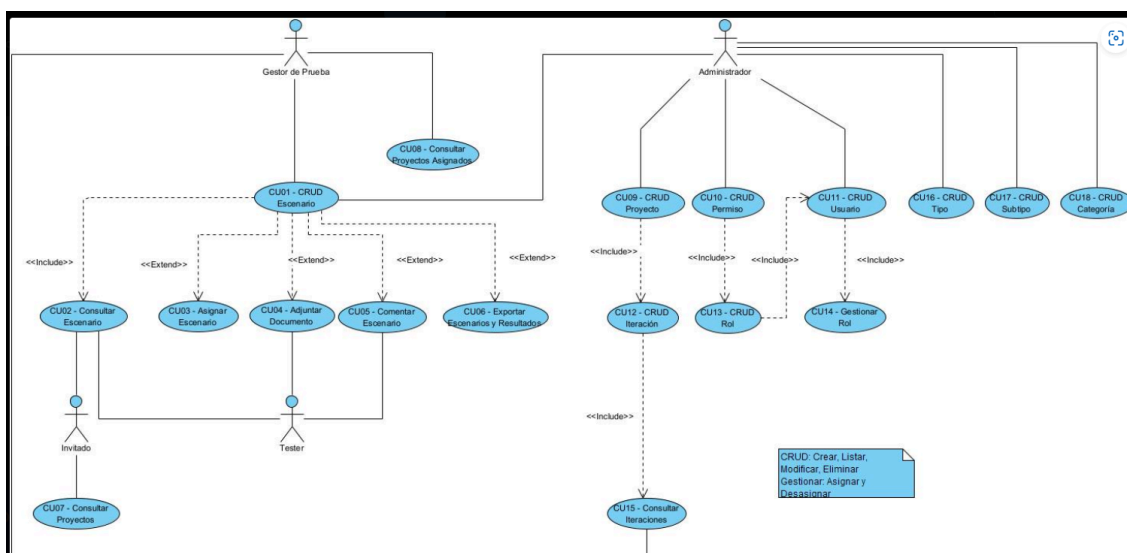 Gestor de Prueba
Administrador
CU08 - Consultar
Proyectos Asignados
CU01 - CRUD
Escenario
CU09 - CRUD
Proyecto
CU10 - CRUD
Permiso
CU11 - CRUD
Usuario
CU16 - CRUD
Tipo
CU17 - CRUD
Subtipo
CU18 - CRUD
Categoría
<<Include>>
<<Extend>>
<<Extend>>
<<Extend>>
<<Extend>>
<<Include>>
<<Include>>
<<Include>>
<<Include>>
CU02 - Consultar
Escenario
CU03 - Asignar
Escenario
CU04 - Adjuntar
Documento
CU05 - Comentar
Escenario
CU06 - Exportar
Escenarios y Resultados
CU12 - CRUD
Iteración
CU13 - CRUD
Rol
CU14 - Gestionar
Rol
<<Include>>
Invitado
Tester
CRUD: Crear, Listar,
Modificar, Eliminar
Gestionar: Asignar y
Desasignar
CU07 - Consultar
Proyectos
CU15 - Consultar
Iteraciones